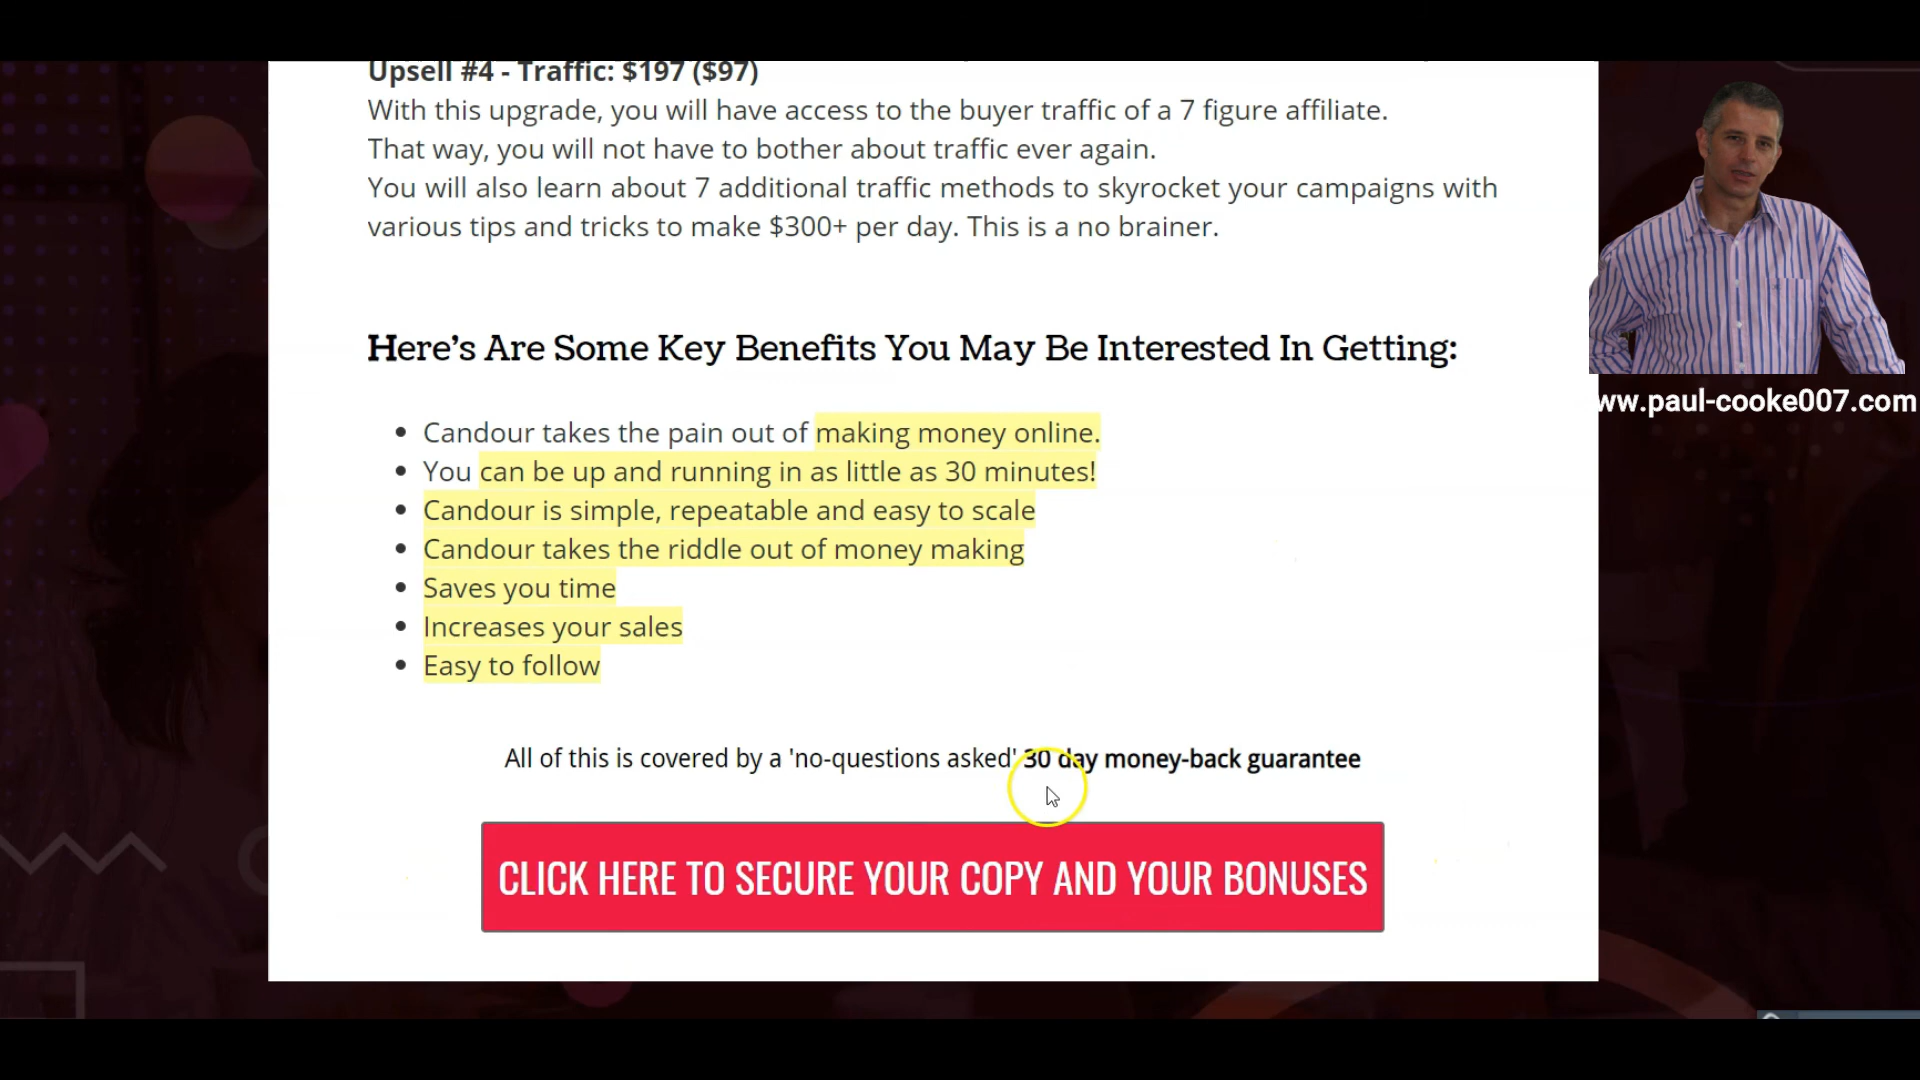 Upsell #4 - Traffic: $197 ($97)
With this upgrade, you will have access to the buyer traffic of a 7 figure affiliate.
That way, you will not have to bother about traffic ever again.
You will also learn about 7 additional traffic methods to skyrocket your campaigns with
various tips and tricks to make $300+ per day. This is a no brainer.
ww.paul-cooke007.com
Here's Are Some Key Benefits You May Be Interested In Getting:
Candour takes the pain out of making money online.
You can be up and running in as little as 30 minutes!
Candour is simple, repeatable and easy to scale
Candour takes the riddle out of money making
Saves you time
Increases your sales
Easy to follow
All of this is covered by a 'no-questions asked' 30 day money-back guarantee
CLICK HERE TO SECURE YOUR COPY AND YOUR BONUSES